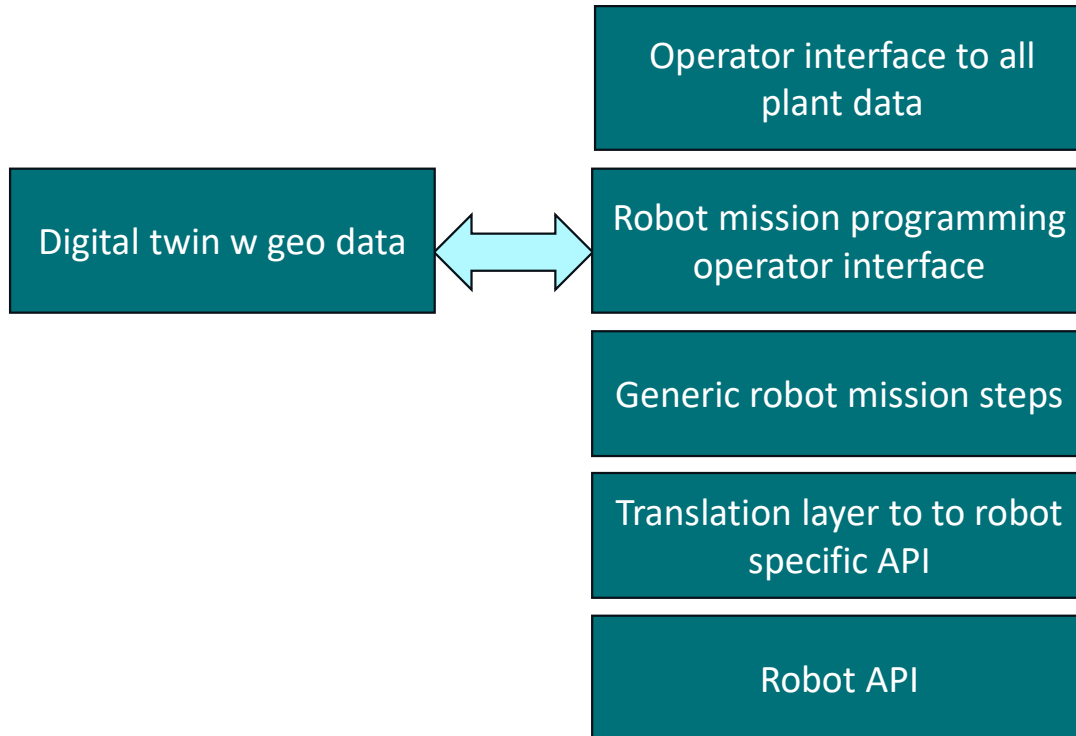 Operator interface to all
plant data
Digital twin w geo data
Robot mission programming
operator interface
Generic robot mission steps
Translation layer to to robot
specific API
Robot API